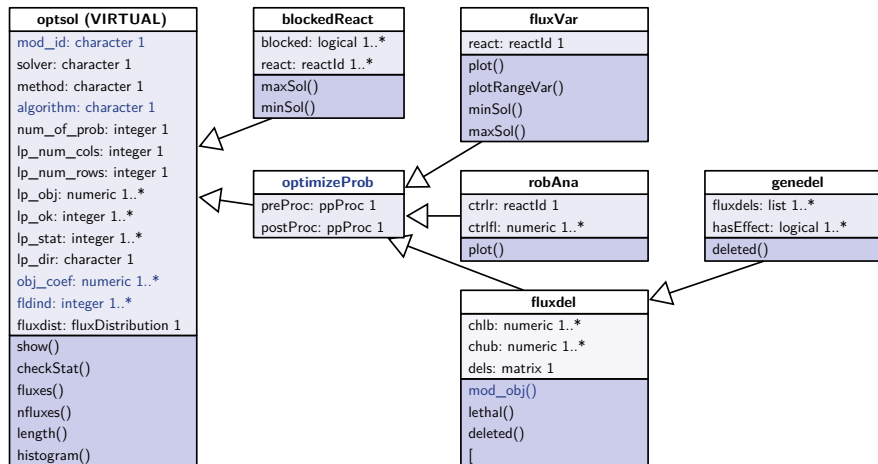 optsol (VIRTUAL)
mod_id: character 1
solver: character 1
method: character 1
algorithm: character 1
num_of_prob: integer 1
lp_num_cols: integer 1
lp_num_rows: integer 1
lp_obj: numeric 1..*
lp_ok: integer 1..*
lp_stat: integer 1..*
lp_dir: character 1
obj_coef: numeric 1..*
fldind: integer 1..*
fluxdist: fluxDistribution 1
show()
checkStat()
fluxes()
nfluxes()
length()
histogram()
blockedReact
blocked: logical 1..*
react: reactId 1..*
maxSol()
minSol()
optimizeProb
preProc: ppProc 1
postProc: ppProc 1
fluxVar
react: reactId 1
plot()
plotRangeVar()
minSol()
maxSol()
robAna
ctrlr: reactId 1
ctrlfl: numeric 1..*
plot()
fluxdel
chlb: numeric 1..*
chub: numeric 1..*
dels: matrix 1
mod_obj()
lethal()
deleted()
[
genedel
fluxdels: list 1..*
hasEffect: logical 1..*
deleted()